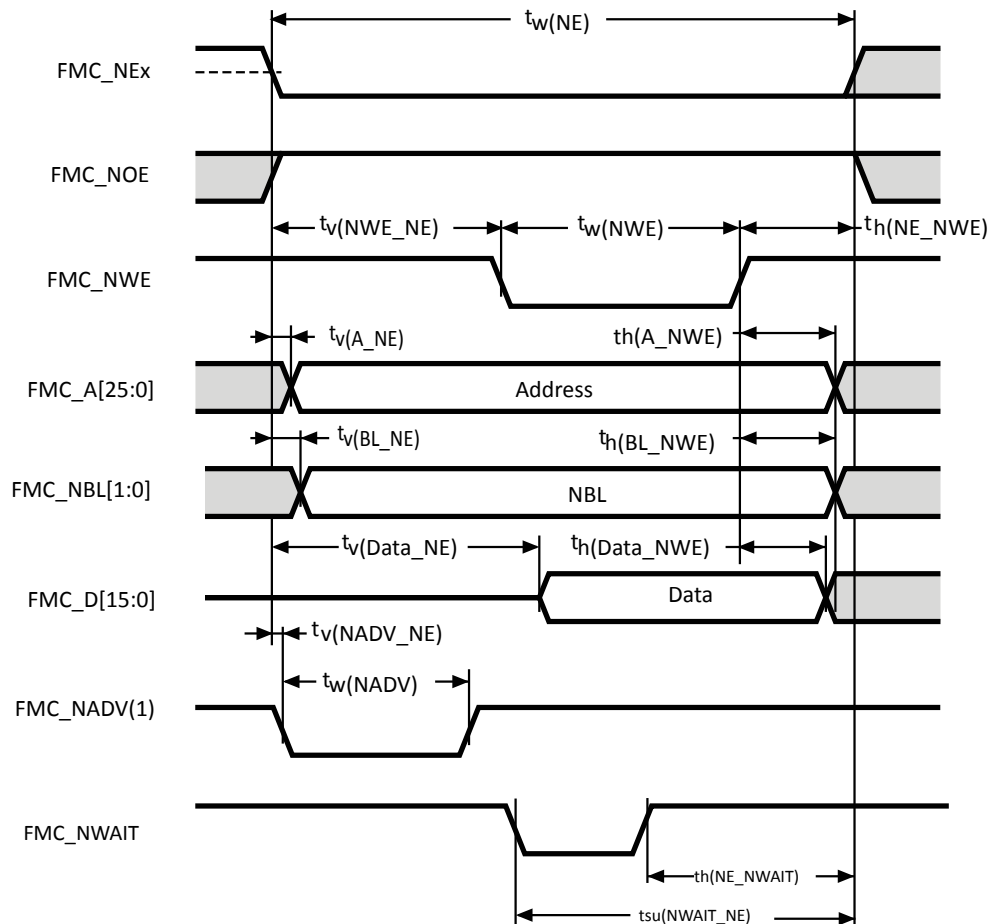 tw(NE)
FMC_NEx
FMC_NOE
tv(NWE_NE) tw(NWE) th(NE_NWE)
FMC_NWE
tv(A_NE) th(A_NWE)
FMC_A[25:0] Address
tv(BL_NE) th(BL_NWE)
FMC_NBL[1:0] NBL
tv(Data_NE) th(Data_NWE)
FMC_D[15:0] Data
tv(NADV_NE)
tw(NADV)
FMC_NADV(1)
FMC_NWAIT
th(NE_NWAIT)
tsu(NWAIT_NE)